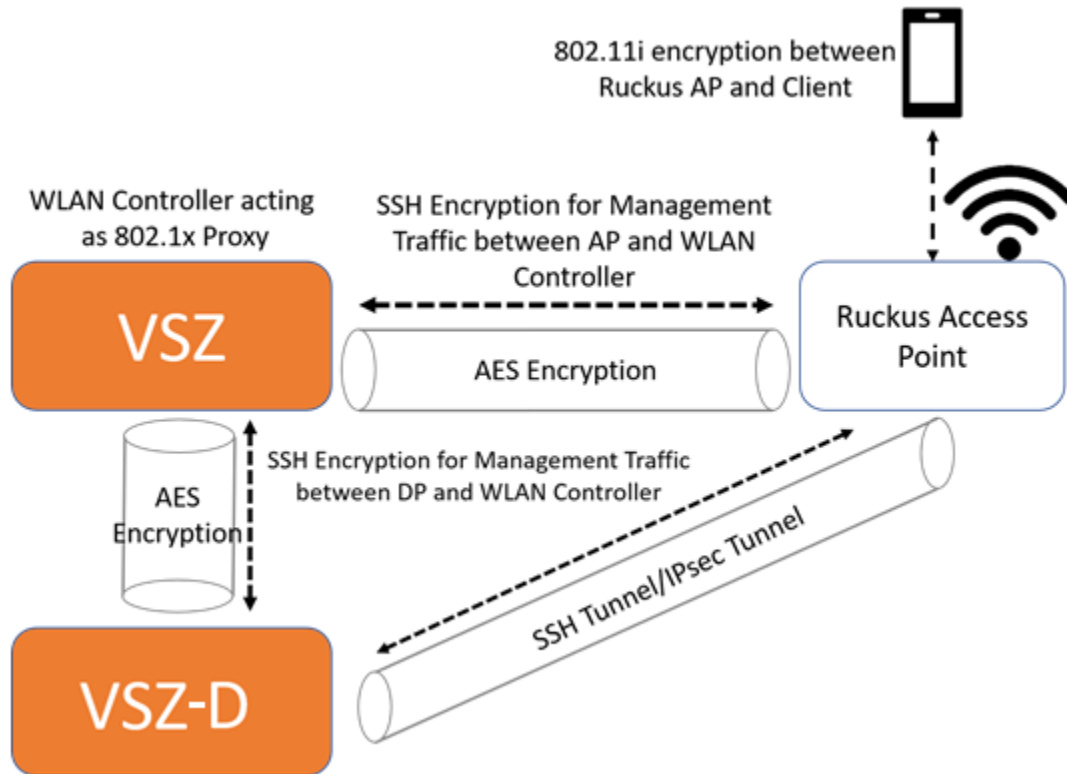 802.11i encryption between
Ruckus AP and Client
WLAN Controller acting
as 802.1x Proxy
SSH Encryption for Management
Traffic between AP and WLAN
Controller
VSZ
AES Encryption
Ruckus Access
Point
SSH Encryption for Management Traffic
between DP and WLAN Controller
AES
Encryption
SSH Tunnel/IPsec Tunnel
VSZ-D